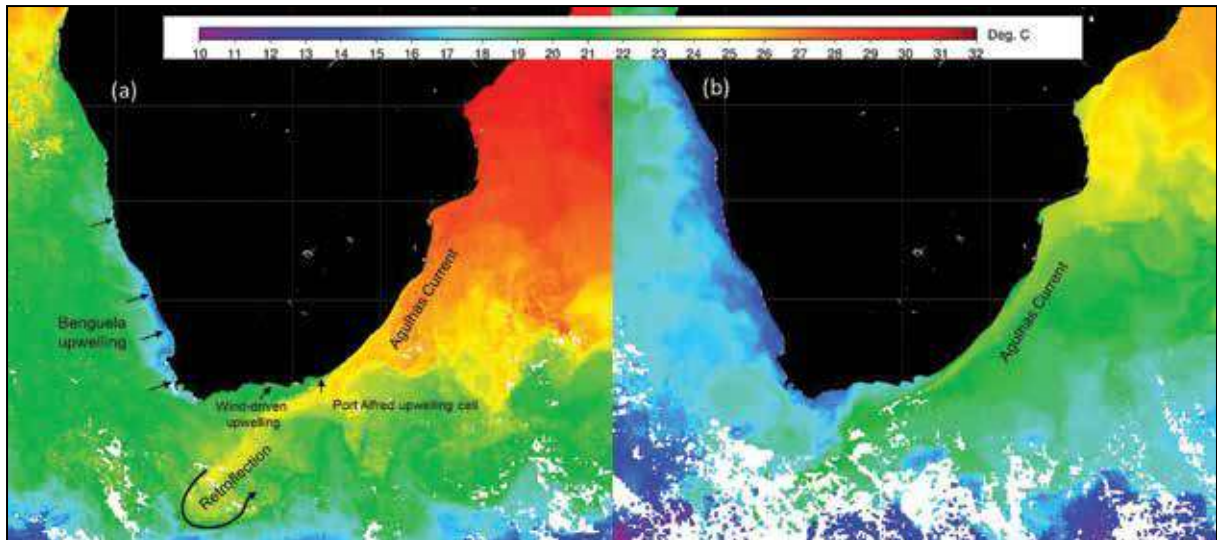 10 11 12 13 14 15 16 17 18 19 20 21 22 23 24 25 26 27 28 29 30 31 32 Deg. C
(a)
(b)
Agulhas Current
Agulhas Current
Benguela
upwelling
Wind-driven
upwelling
Port Alfred upwelling cell
Retroflection